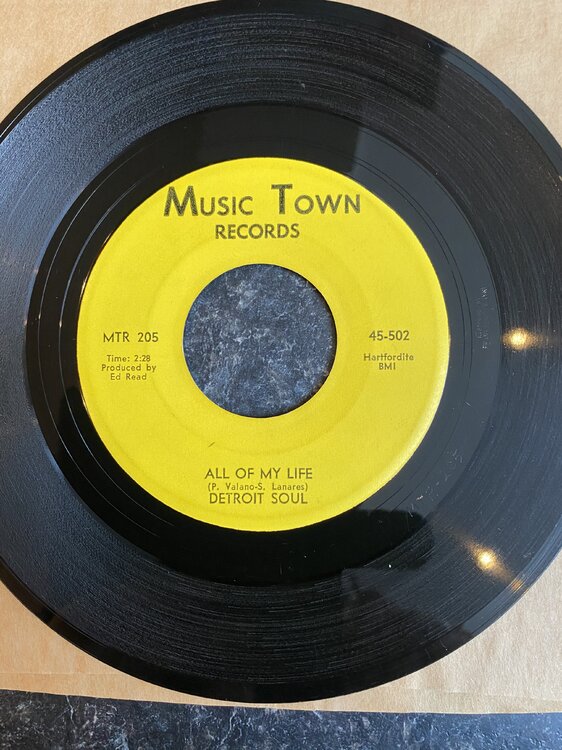 MUSIC TOWN
RECORDS
MTR 205
Time: 2:28
Produced by
Ed Read
45-502
Hartfordite
BMI
ALL OF MY LIFE
(P. Valano-S. Lanares)
DETROIT SOUL